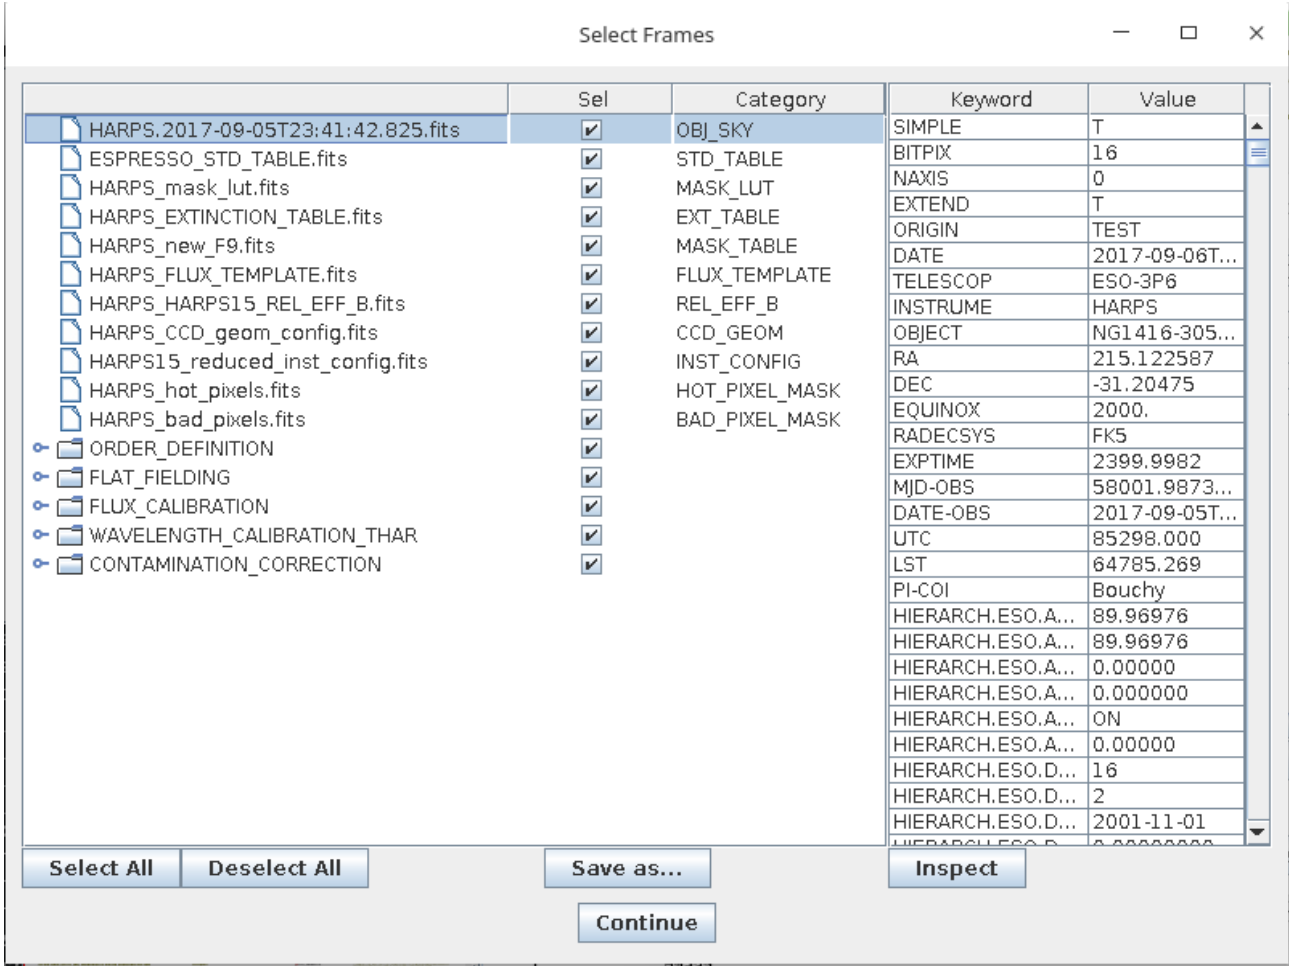 Select Frames
Sel Category Keyword Value
HARPS.2017-09-05T23:41:42.825.fits OBJ_SKY
ESPRESSO_STD_TABLE.fits STD_TABLE
HARPS_mask_lut.fits MASK_LUT
HARPS_EXTINCTION_TABLE.fits EXT_TABLE
HARPS_new_F9.fits MASK_TABLE
HARPS_FLUX_TEMPLATE.fits FLUX_TEMPLATE
HARPS_HARPS15_REL_EFF_B.fits REL_EFF_B
HARPS_CCD_geom_config.fits CCD_GEOM
HARPS15_reduced_inst_config.fits INST_CONFIG
HARPS_hot_pixels.fits HOT_PIXEL_MASK
HARPS_bad_pixels.fits BAD_PIXEL_MASK
ORDER_DEFINITION
FLAT_FIELDING
FLUX_CALIBRATION
WAVELENGTH_CALIBRATION_THAR
CONTAMINATION_CORRECTION
SIMPLE T
BITPIX 16
NAXIS 0
EXTEND T
ORIGIN TEST
DATE 2017-09-06T...
TELESCOP ESO-3P6
INSTRUME HARPS
OBJECT NG1416-305...
RA 215.122587
DEC -31.20475
EQUINOX 2000.
RADECSYS FK5
EXPTIME 2399.9982
MJD-OBS 58001.9873...
DATE-OBS 2017-09-05T...
UTC 85298.000
LST 64785.269
PI-COI Bouchy
HIERARCH.ESO.A... 89.96976
HIERARCH.ESO.A... 89.96976
HIERARCH.ESO.A... 0.00000
HIERARCH.ESO.A... 0.000000
HIERARCH.ESO.A... ON
HIERARCH.ESO.A... 0.00000
HIERARCH.ESO.D... 16
HIERARCH.ESO.D... 2
HIERARCH.ESO.D... 2001-11-01
Select All Deselect All Save as... Inspect
Continue